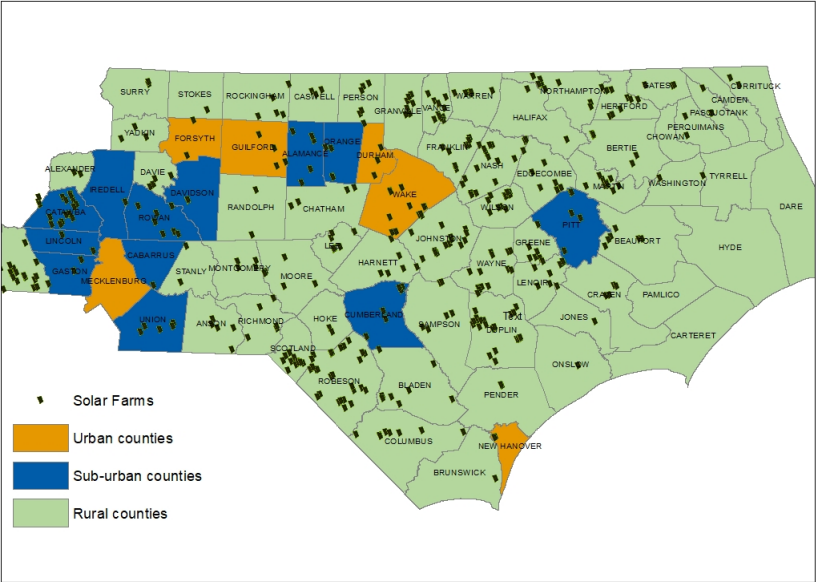 SURRY
STOKES
ROCKINGHAM
CASWELL
PERSON
GRANVILLE
VANCE
WARREN
NORTHAMPTON
GATES
CURRITUCK
CAMDEN
PASQUOTANK
HERTFORD
HALIFAX
PERQUIMANS
CHOWAN
YADKIN
FORSYTH
GUILFORD
ALAMANCE
ORANGE
DURHAM
FRANKLIN
BERTIE
NASH
EDGECOMBE
MARTIN
WASHINGTON
TYRRELL
ALEXANDER
DAVIE
IREDELL
DAVIDSON
WAKE
DARE
RANDOLPH
CHATHAM
WILSON
CATAWBA
ROWAN
PITT
LINCOLN
LEE
JOHNSTON
GREENE
BEAUFORT
HYDE
CABARRUS
HARNETT
WAYNE
GASTON
STANLY
MONTGOMERY
MOORE
MECKLENBURG
LENOIR
CRAVEN
PAMLICO
UNION
ANSON
RICHMOND
HOKE
CUMBERLAND
SAMPSON
Text
DUPLIN
JONES
CARTERET
SCOTLAND
ONSLOW
ROBESON
BLADEN
PENDER
COLUMBUS
NEW HANOVER
BRUNSWICK
Solar Farms
Urban counties
Sub-urban counties
Rural counties